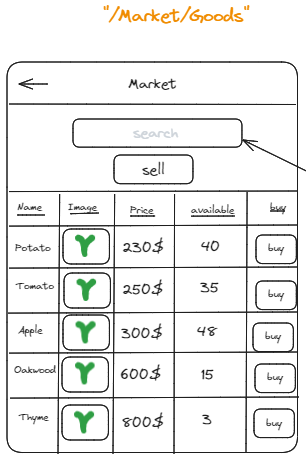 "/Market/Goods"
Market
search
sell
Name Image Price available buy
Potato 230$ 40 buy
Tomato 250$ 35 buy
Apple 300$ 48 buy
Oakwood 600$ 15 buy
Thyme 800$ 3 buy